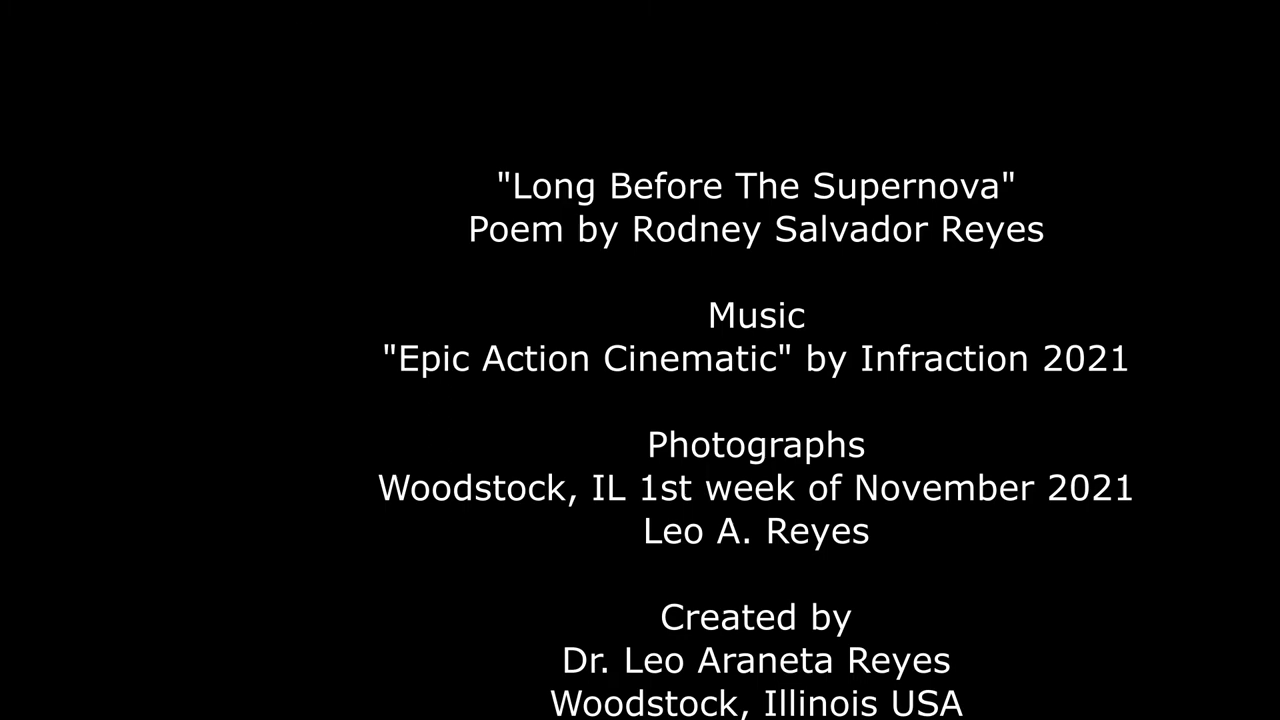 "Long Before The Supernova"
Poem by Rodney Salvador Reyes
Music
"Epic Action Cinematic" by Infraction 2021
Photographs
Woodstock, IL 1st week of November 2021
Leo A. Reyes
Created by
Dr. Leo Araneta Reyes
Woodstock, Illinois USA